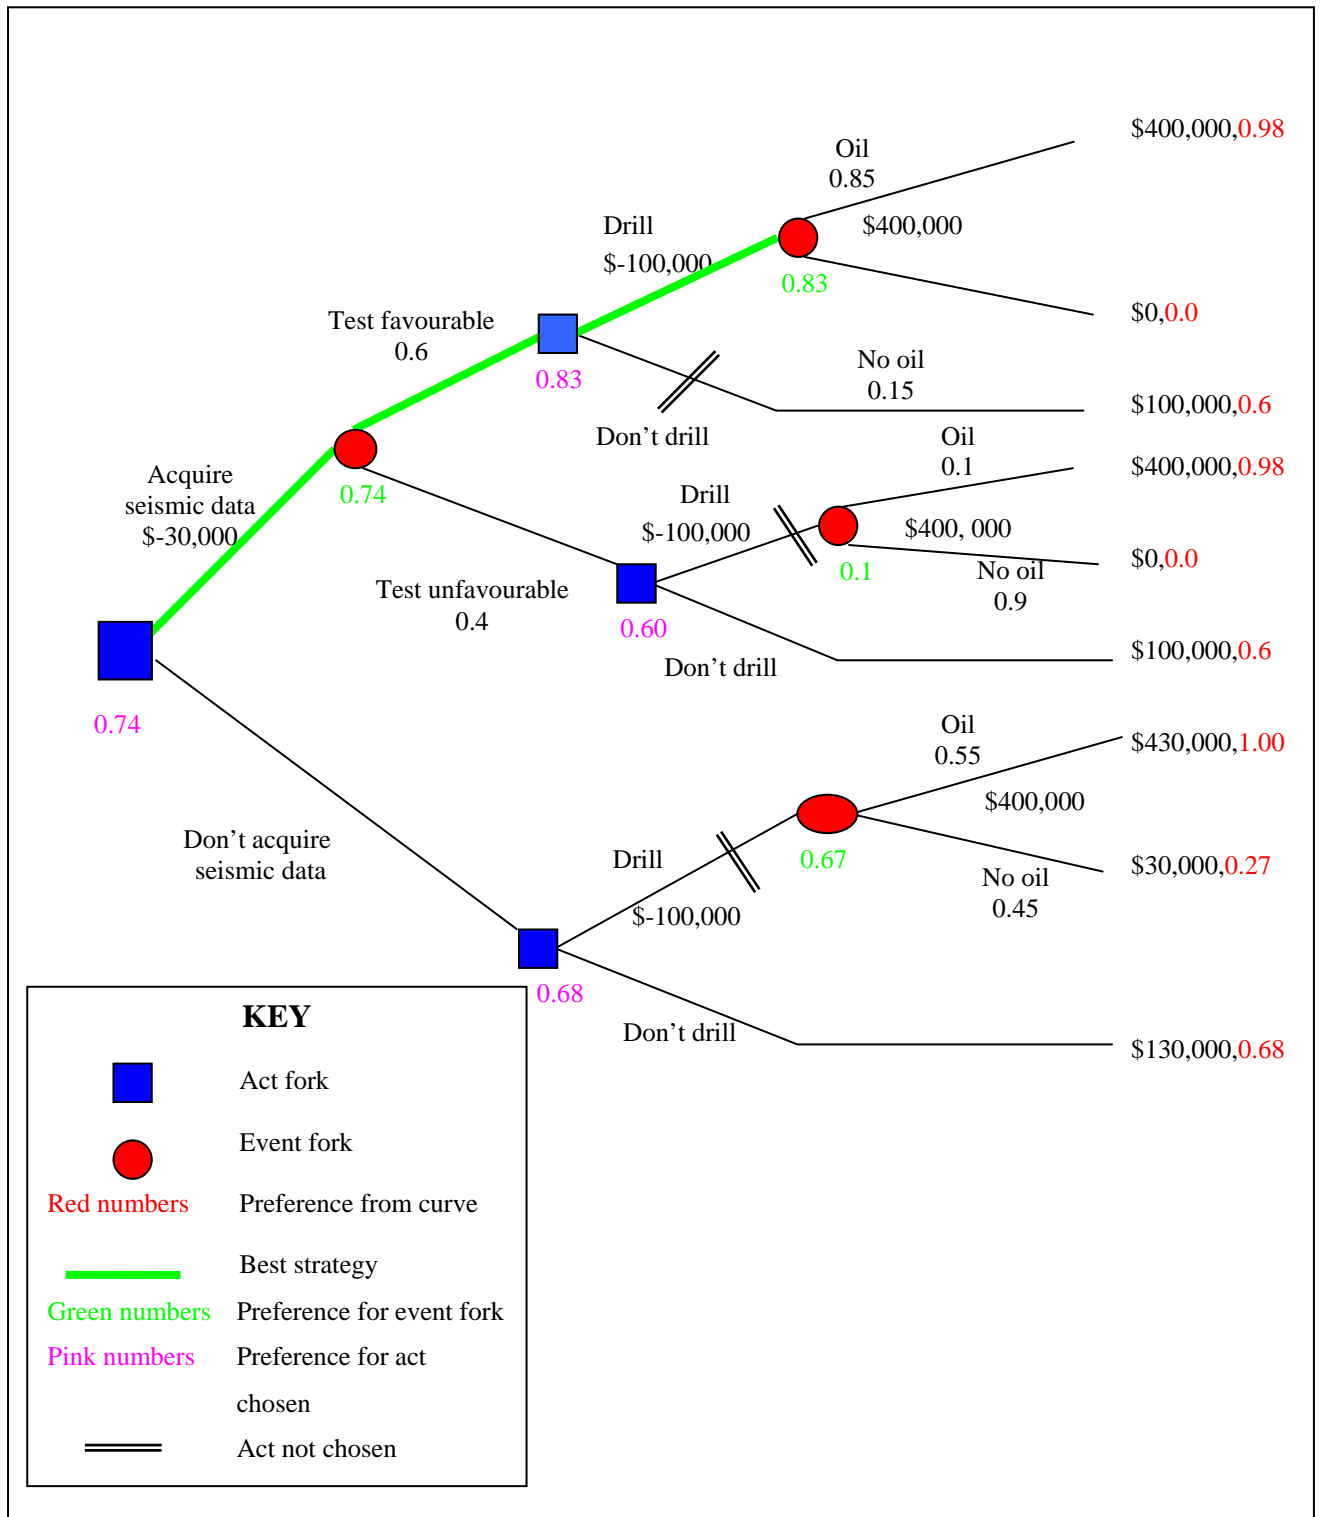 $400,000,0.98
Oil
0.85
Drill
$400,000
$-100,000
0.83
$0,0.0
Test favourable
0.6
No oil
0.15
0.83
$100,000,0.6
Don't drill
Oil
0.1
$400,000,0.98
Acquire
seismic data
$-30,000
0.74
Drill
$-100,000
$400, 000
$0,0.0
0.1
No oil
0.9
Test unfavourable
0.4
0.60
$100,000,0.6
Don't drill
0.74
Oil
0.55
$430,000,1.00
$400,000
Don't acquire
seismic data
Drill
0.67
$30,000,0.27
No oil
0.45
$-100,000
0.68
Don't drill
$130,000,0.68
KEY
Act fork
Event fork
Red numbers Preference from curve
Best strategy
Green numbers Preference for event fork
Pink numbers Preference for act
chosen
Act not chosen